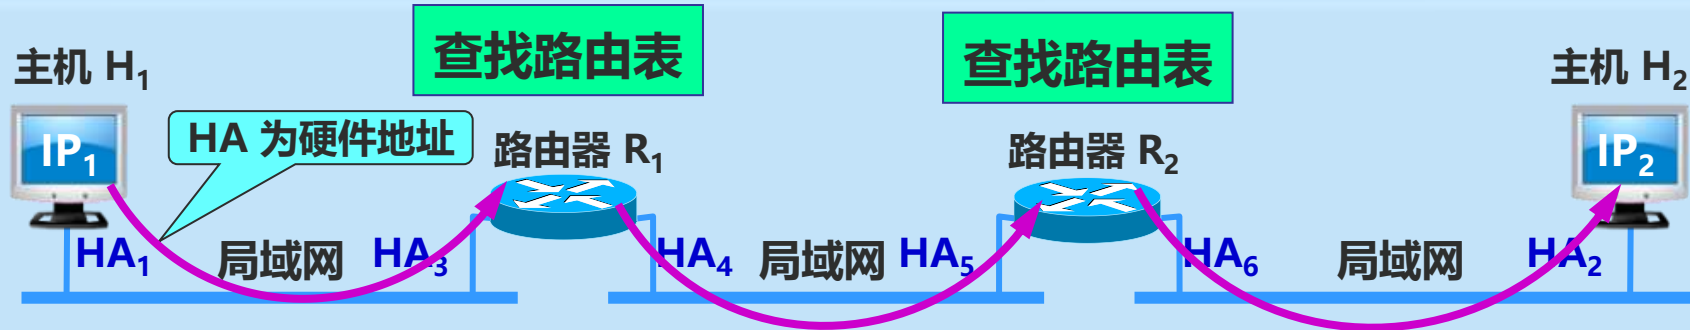 查找路由表
查找路由表
主机 H₁
主机 H₂
IP₁
HA 为硬件地址
路由器 R₁
路由器 R₂
IP₂
HA₁
局域网
HA₃
HA₄
局域网
HA₅
HA₆
局域网
HA₂